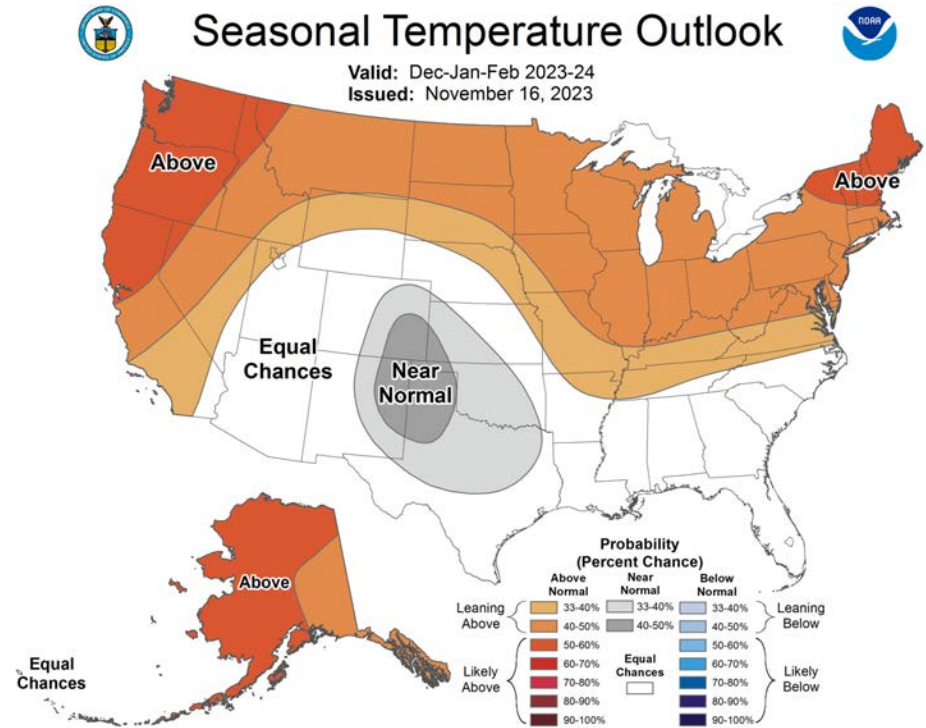 Seasonal Temperature Outlook
NOAA
Valid: Dec-Jan-Feb 2023-24
Issued: November 16, 2023
Above
Above
Equal
Chances
Near
Normal
Above
Equal
Chances
Probability
(Percent Chance)
Above
Normal
Near
Normal
Below
Normal
Leaning
Above
33-40%
40-50%
33-40%
40-50%
33-40%
40-50%
Leaning
Below
Likely
Above
50-60%
60-70%
70-80%
80-90%
90-100%
Equal
Chances
50-60%
60-70%
70-80%
80-90%
90-100%
Likely
Below